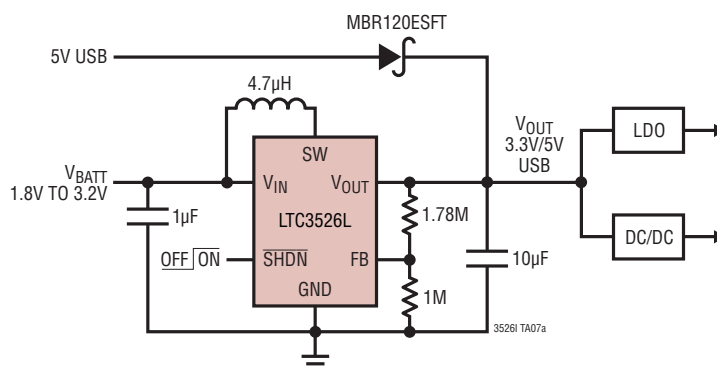 MBR120ESFT
5V USB
4.7µH
SW
VBATT
1.8V TO 3.2V
VIN
VOUT
LTC3526L
1µF
OFF ON
SHDN
FB
GND
1.78M
1M
10µF
VOUT
3.3V/5V
USB
LDO
DC/DC
3526l TA07a